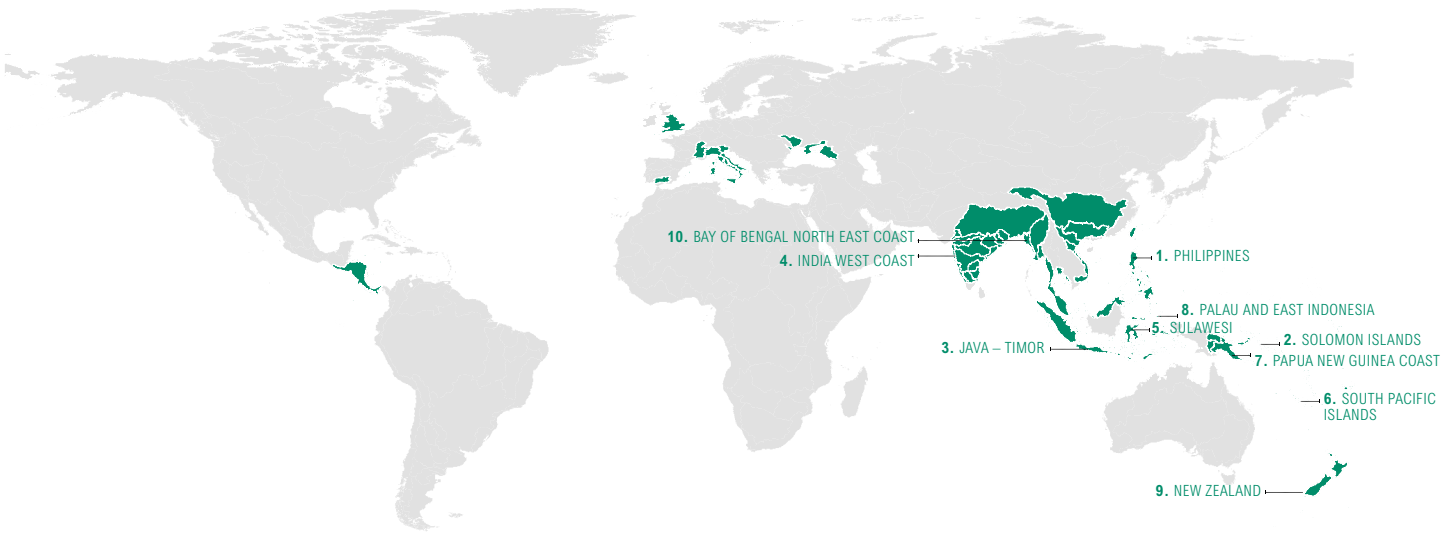 10. BAY OF BENGAL NORTH EAST COAST
4. INDIA WEST COAST
1. PHILIPPINES
8. PALAU AND EAST INDONESIA
5. SULAWESI
3. JAVA – TIMOR
2. SOLOMON ISLANDS
7. PAPUA NEW GUINEA COAST
6. SOUTH PACIFIC
ISLANDS
9. NEW ZEALAND